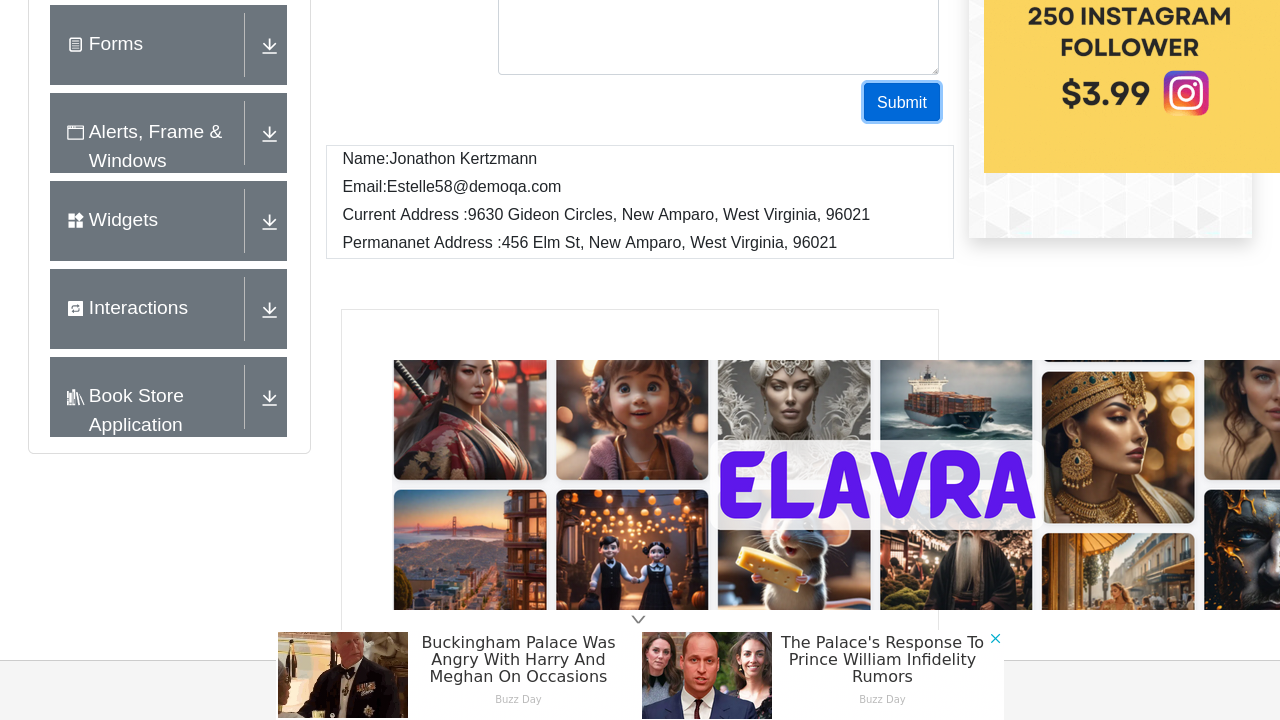 Forms
Alerts, Frame &
Windows
Widgets
Interactions
Book Store
Application
Submit
Name:Jonathon Kertzmann
Email:Estelle58@demoqa.com
Current Address :9630 Gideon Circles, New Amparo, West Virginia, 96021
Permananet Address :456 Elm St, New Amparo, West Virginia, 96021
250 INSTAGRAM
FOLLOWER
$3.99
ELAVRA
Buckingham Palace Was
Angry With Harry And
Meghan On Occasions
Buzz Day
The Palace's Response To
Prince William Infidelity
Rumors
Buzz Day